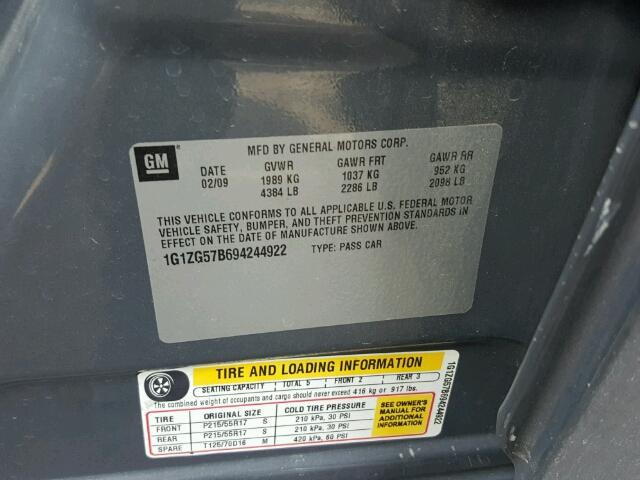 GM
MFD BY GENERAL MOTORS CORP.
DATE GVWR GAWR FRT GAWR RR
02/09 1989 KG 1037 KG 952 KG
4384 LB 2286 LB 2098 LB
THIS VEHICLE CONFORMS TO ALL APPLICABLE U.S. FEDERAL MOTOR
VEHICLE SAFETY, BUMPER, AND THEFT PREVENTION STANDARDS IN
EFFECT ON THE DATE OF MANUFACTURE SHOWN ABOVE.
1G1ZG57B694244922 TYPE: PASS CAR
TIRE AND LOADING INFORMATION
SEATING CAPACITY TOTAL 5 FRONT 2 REAR 3
The combined weight of occupants and cargo should never exceed 416 kg or 917 lbs.
TIRE ORIGINAL SIZE COLD TIRE PRESSURE
FRONT P215/55R17 S 210 kPa, 30 PSI
REAR P215/55R17 S 210 kPa, 30 PSI
SPARE T125/70D16 M 420 kPa, 60 PSI
SEE OWNER'S
MANUAL FOR
ADDITIONAL
INFORMATION
1G1ZG57B694244922